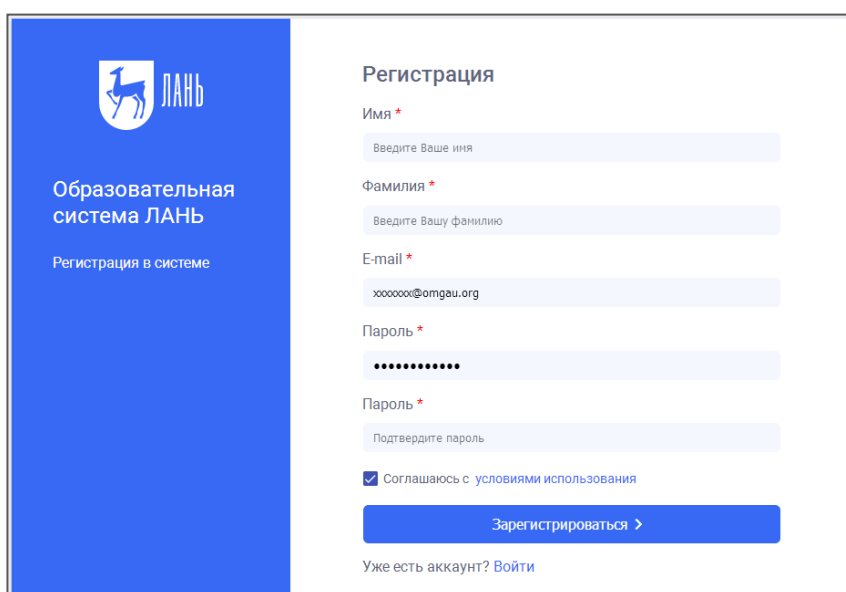 ЛАНЬ
Образовательная
система ЛАНЬ
Регистрация в системе
Регистрация
Имя *
Введите Ваше имя
Фамилия *
Введите Вашу фамилию
E-mail *
xxxxxxx@omgau.org
Пароль *
••••••••••••
Пароль *
Подтвердите пароль
Соглашаюсь с условиями использования
Зарегистрироваться >
Уже есть аккаунт? Войти